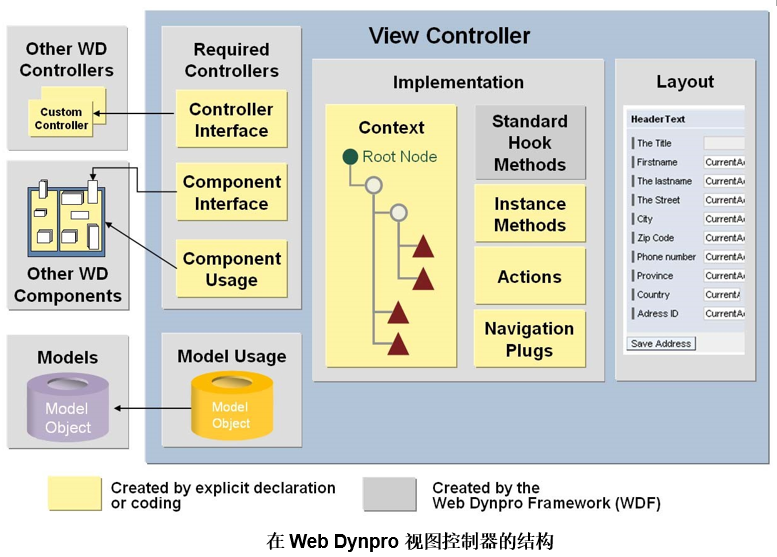 View Controller
Other WD
Controllers
Custom
Controller
Other WD
Components
Models
Model
Object
Required
Controllers
Controller
Interface
Component
Interface
Component
Usage
Model Usage
Model
Object
Implementation
Context
Root Node
Standard
Hook
Methods
Instance
Methods
Actions
Navigation
Plugs
Layout
HeaderText
The Title
Firstname CurrentA
The lastname CurrentA
The Street CurrentA
City CurrentA
Zip Code CurrentA
Phone number CurrentA
Province CurrentA
Country CurrentA
Adress ID CurrentA
Save Address
Created by explicit declaration
or coding
Created by the
Web Dynpro Framework (WDF)
在 Web Dynpro 视图控制器的结构